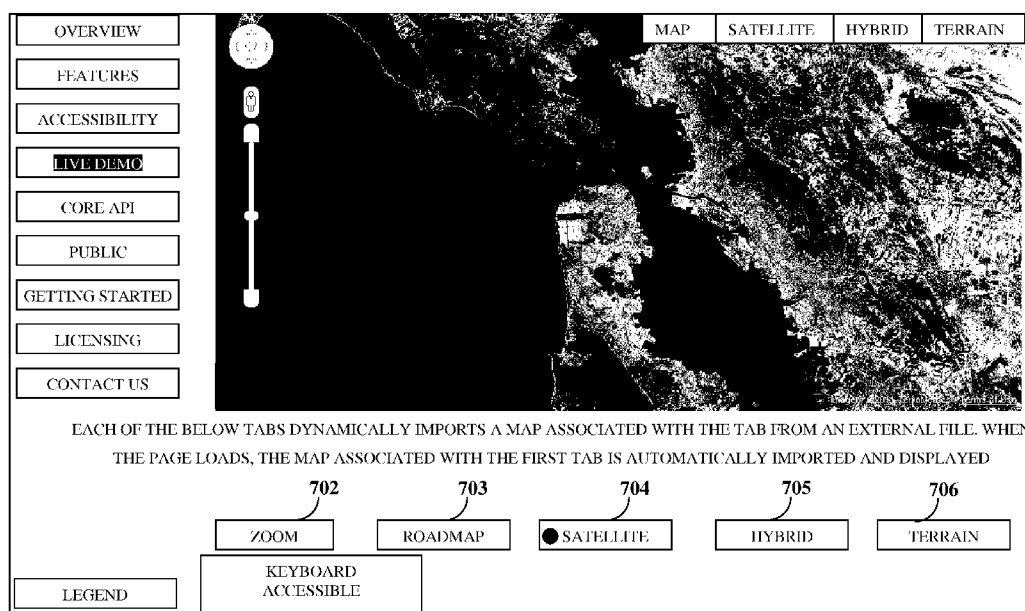 OVERVIEW
FEATURES
ACCESSIBILITY
LIVE DEMO
CORE API
PUBLIC
GETTING STARTED
LICENSING
CONTACT US
MAP SATELLITE HYBRID TERRAIN
EACH OF THE BELOW TABS DYNAMICALLY IMPORTS A MAP ASSOCIATED WITH THE TAB FROM AN EXTERNAL FILE. WHEN
THE PAGE LOADS, THE MAP ASSOCIATED WITH THE FIRST TAB IS AUTOMATICALLY IMPORTED AND DISPLAYED
702 703 704 705 706
ZOOM ROADMAP SATELLITE HYBRID TERRAIN
KEYBOARD
ACCESSIBLE
LEGEND